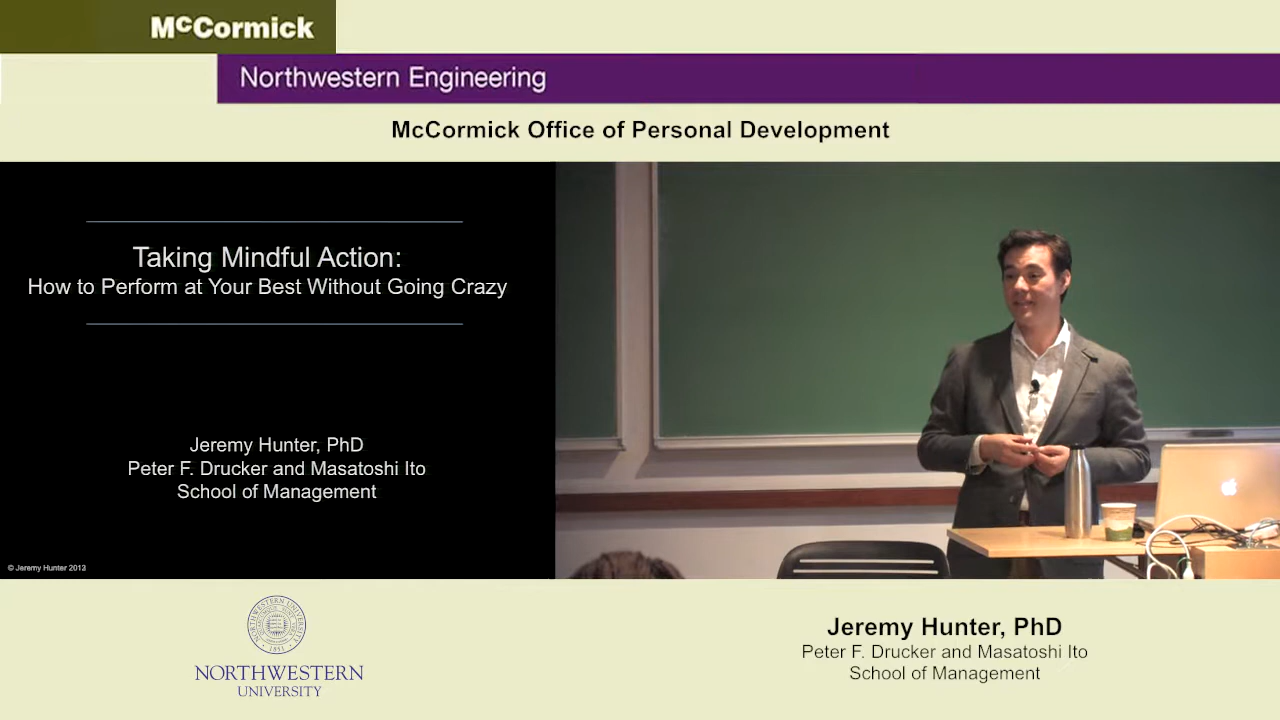 McCormick
Northwestern Engineering
McCormick Office of Personal Development
Taking Mindful Action:
How to Perform at Your Best Without Going Crazy
Jeremy Hunter, PhD
Peter F. Drucker and Masatoshi Ito
School of Management
© Jeremy Hunter 2013
NORTHWESTERN
UNIVERSITY
Jeremy Hunter, PhD
Peter F. Drucker and Masatoshi Ito
School of Management